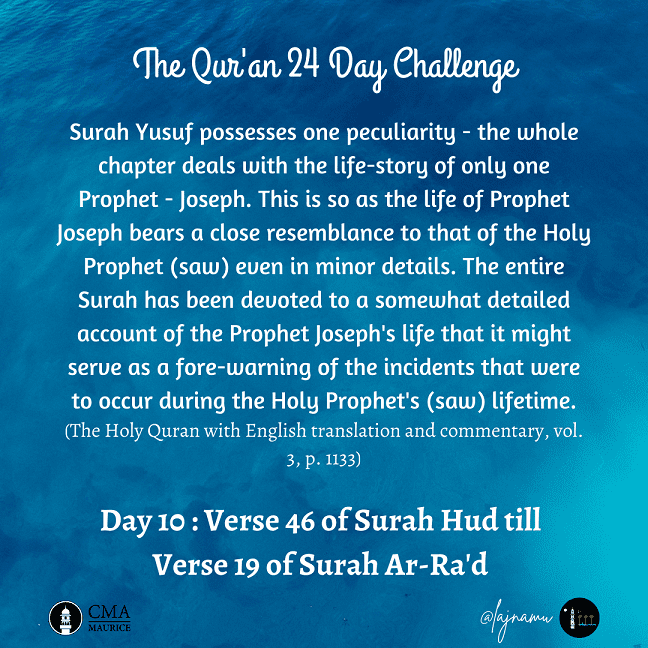 The Qur'an 24 Day Challenge
Surah Yusuf possesses one peculiarity - the whole
chapter deals with the life-story of only one
Prophet - Joseph. This is so as the life of Prophet
Joseph bears a close resemblance to that of the Holy
Prophet (saw) even in minor details. The entire
Surah has been devoted to a somewhat detailed
account of the Prophet Joseph's life that it might
serve as a fore-warning of the incidents that were
to occur during the Holy Prophet's (saw) lifetime.
(The Holy Quran with English translation and commentary, vol.
3, p. 1133)
Day 10 : Verse 46 of Surah Hud till
Verse 19 of Surah Ar-Ra'd
CMA
MAURICE
@lajnamu